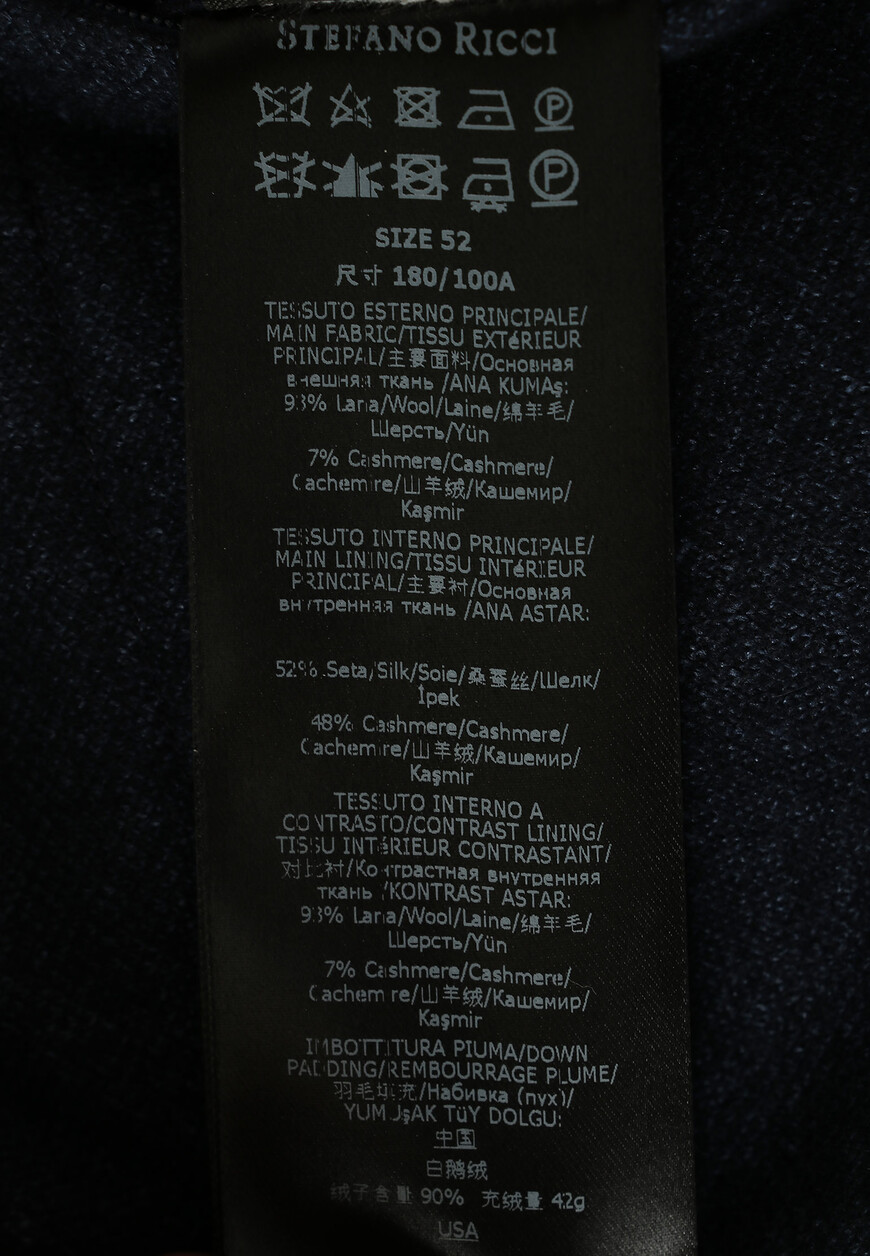 STEFANO RICCI
SIZE 52
尺寸 180/100A
TESSUTO ESTERNO PRINCIPALE/
MAIN FABRIC/TISSU EXTéRIEUR
PRINCIPAL/主要面料/Основная
внешняя ткань /ANA KUMAş:
93% Lana/Wool/Laine/绵羊毛/
Шерсть/Yün
7% Cashmere/Cashmere/
Cachemire/山羊绒/Кашемир/
Kaşmir
TESSUTO INTERNO PRINCIPALE/
MAIN LINING/TISSU INTéRIEUR
PRINCIPAL/主要衬/Основная
внутренняя ткань /ANA ASTAR:
52% Seta/Silk/Soie/桑蚕丝/Шелк/
İpek
48% Cashmere/Cashmere/
Cachemire/山羊绒/Кашемир/
Kaşmir
TESSUTO INTERNO A
CONTRASTO/CONTRAST LINING/
TISSU INTéRIEUR CONTRASTANT/
对比衬/Контрастная внутренняя
ткань /KONTRAST ASTAR:
93% Lana/Wool/Laine/绵羊毛/
Шерсть/Yün
7% Cashmere/Cashmere/
Cachemire/山羊绒/Кашемир/
Kaşmir
IMBOTTITURA PIUMA/DOWN
PADDING/REMBOURRAGE PLUME/
羽毛填充/Набивка (пух)/
YUMUşAK TüY DOLGU:
中国
白鹅绒
绒子含量 90% 充绒量 42g
USA